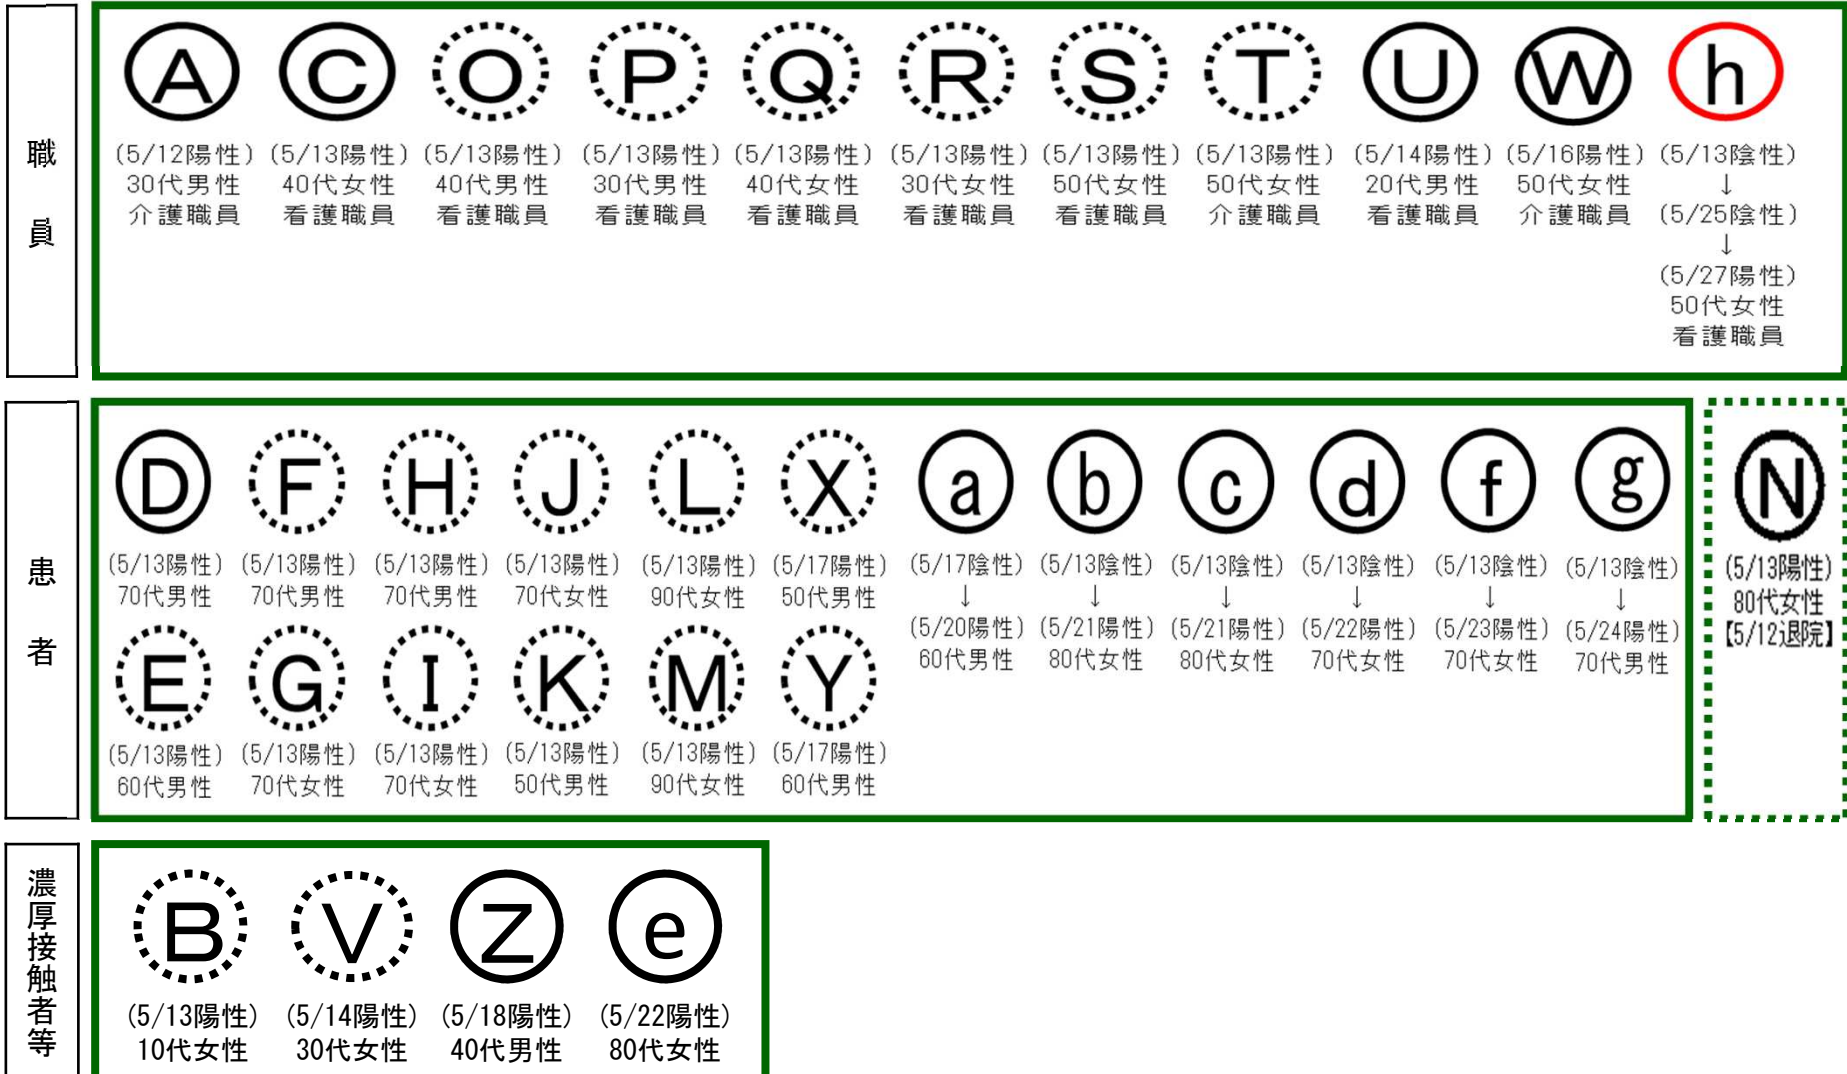 職員
A C O P Q R S T U W h
(5/12陽性) (5/13陽性) (5/13陽性) (5/13陽性) (5/13陽性) (5/13陽性) (5/13陽性) (5/13陽性) (5/14陽性) (5/16陽性) (5/13陰性)
30代男性 40代女性 40代男性 30代男性 40代女性 30代女性 50代女性 50代女性 20代男性 50代女性 ↓
介護職員 看護職員 看護職員 看護職員 看護職員 看護職員 看護職員 介護職員 看護職員 介護職員 (5/25陰性)
↓
(5/27陽性)
50代女性
看護職員
患者
D F H J L X a b c d f g N
(5/13陽性) (5/13陽性) (5/13陽性) (5/13陽性) (5/13陽性) (5/17陽性) (5/17陰性) (5/13陰性) (5/13陰性) (5/13陰性) (5/13陰性) (5/13陰性) (5/13陽性)
70代男性 70代男性 70代男性 70代女性 90代女性 50代男性 ↓ ↓ ↓ ↓ ↓ ↓ 80代女性
(5/20陽性) (5/21陽性) (5/21陽性) (5/22陽性) (5/23陽性) (5/24陽性) 【5/12退院】
60代男性 80代女性 80代女性 70代女性 70代女性 70代男性
E G I K M Y
(5/13陽性) (5/13陽性) (5/13陽性) (5/13陽性) (5/13陽性) (5/17陽性)
60代男性 70代女性 70代女性 50代男性 90代女性 60代男性
濃厚接触者等
B V Z e
(5/13陽性) (5/14陽性) (5/18陽性) (5/22陽性)
10代女性 30代女性 40代男性 80代女性